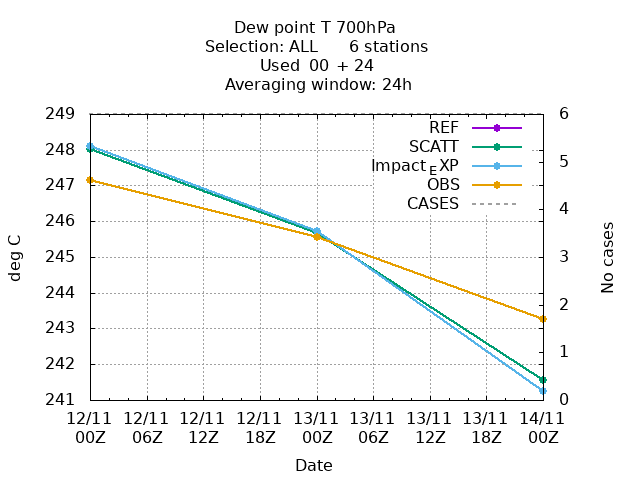 Dew point T 700hPa
Selection: ALL      6 stations
Used  00  + 24
Averaging window: 24h
249
248
247
246
245
244
243
242
241
deg C
6
5
4
3
2
1
0
No cases
REF
SCATT
Impact_EXP
OBS
CASES
12/11 12/11 12/11 12/11 13/11 13/11 13/11 13/11 14/11
00Z 06Z 12Z 18Z 00Z 06Z 12Z 18Z 00Z
Date